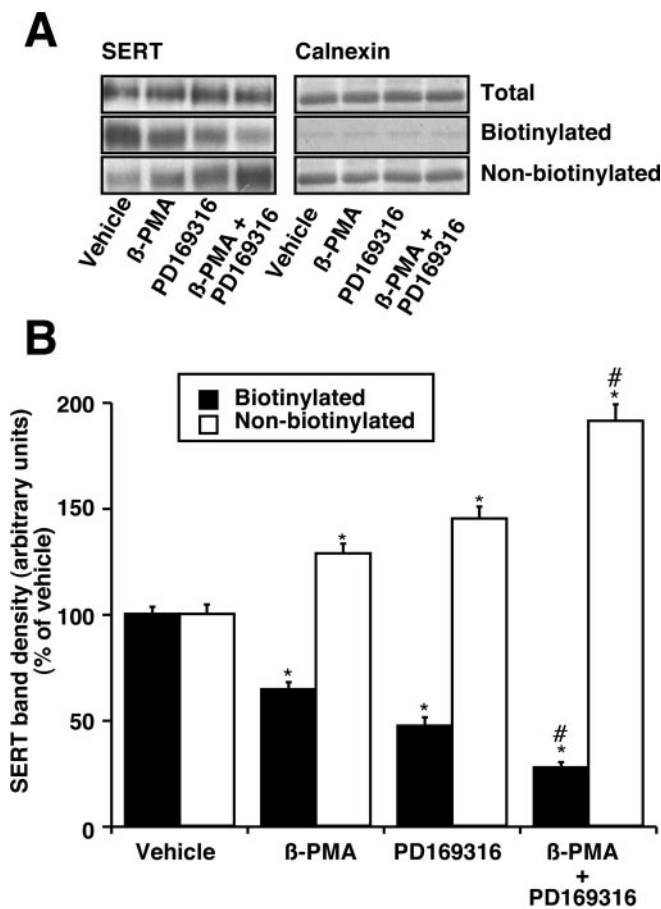 A
SERT
Calnexin
Total
Biotinylated
Non-biotinylated
Vehicle
ß-PMA
PD169316
ß-PMA +
PD169316
Vehicle
ß-PMA
PD169316
ß-PMA +
PD169316
B
SERT band density (arbitrary units)
(% of vehicle)
Biotinylated
Non-biotinylated
200
150
100
50
0
*
*
*
*
#
*
#
*
Vehicle
ß-PMA
PD169316
ß-PMA
+
PD169316